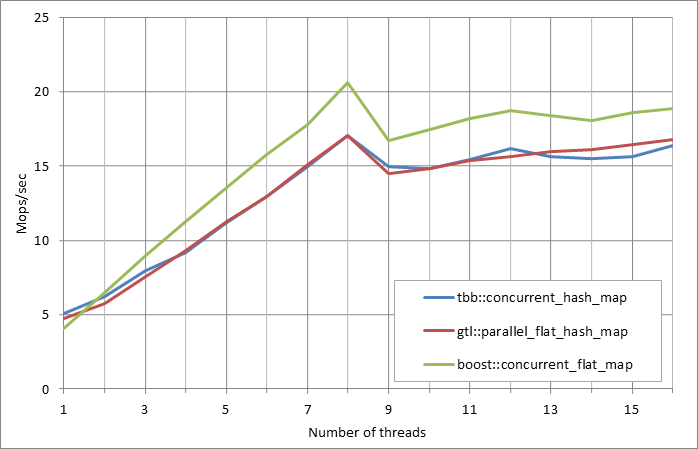 25
20
15
10
5
0
Mops/sec
1 3 5 7 9 11 13 15
Number of threads
tbb::concurrent_hash_map
gtl::parallel_flat_hash_map
boost::concurrent_flat_map